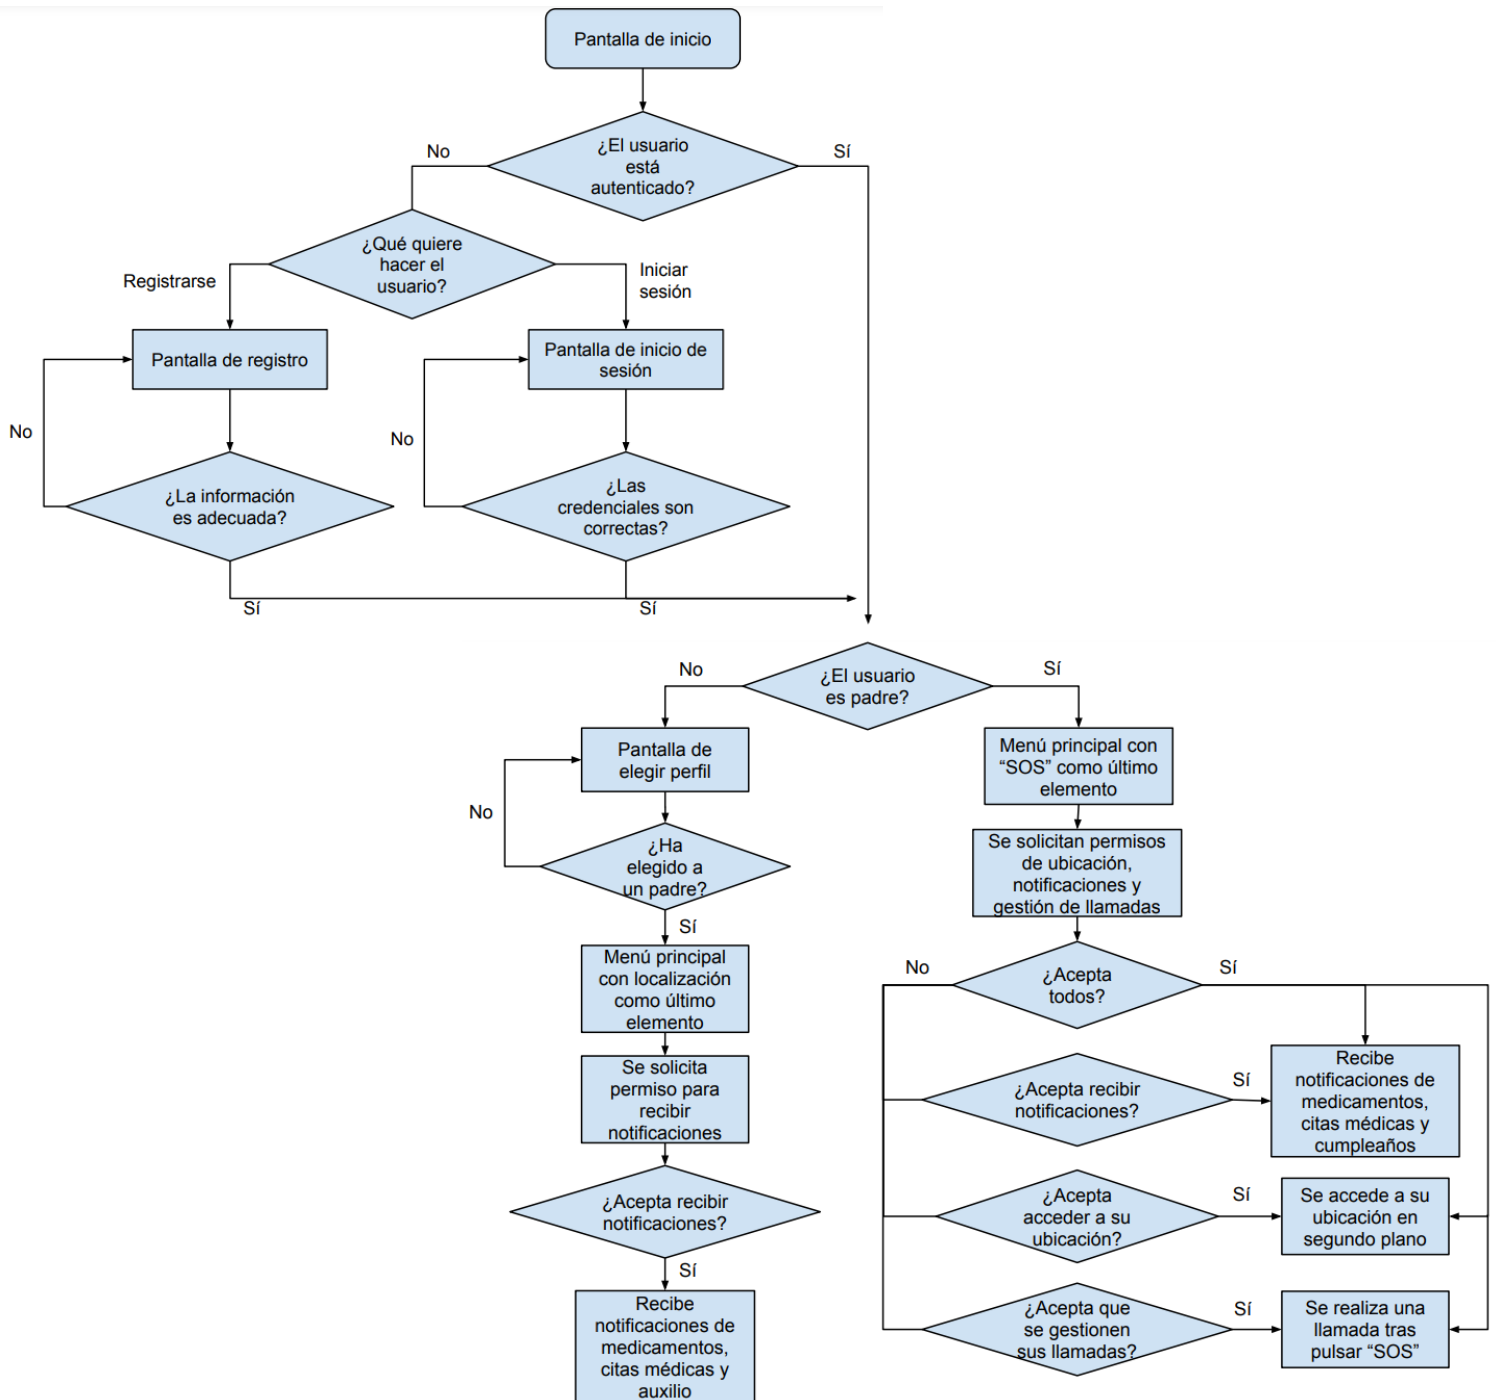 Pantalla de inicio
¿El usuario
está
autenticado?
No
Sí
¿Qué quiere
hacer el
usuario?
Registrarse
Iniciar
sesión
Pantalla de registro
Pantalla de inicio de
sesión
No
No
¿La información
es adecuada?
¿Las
credenciales son
correctas?
Sí
Sí
¿El usuario
es padre?
No
Sí
Pantalla de
elegir perfil
No
¿Ha
elegido a
un padre?
Sí
Menú principal
con localización
como último
elemento
Se solicita
permiso para
recibir
notificaciones
¿Acepta recibir
notificaciones?
Sí
Recibe
notificaciones de
medicamentos,
citas médicas y
auxilio
Menú principal con
“SOS” como último
elemento
Se solicitan permisos
de ubicación,
notificaciones y
gestión de llamadas
No
¿Acepta
todos?
Sí
¿Acepta recibir
notificaciones?
Sí
Recibe
notificaciones de
medicamentos,
citas médicas y
cumpleaños
¿Acepta
acceder a su
ubicación?
Sí
Se accede a su
ubicación en
segundo plano
¿Acepta que
se gestionen
sus llamadas?
Sí
Se realiza una
llamada tras
pulsar “SOS”